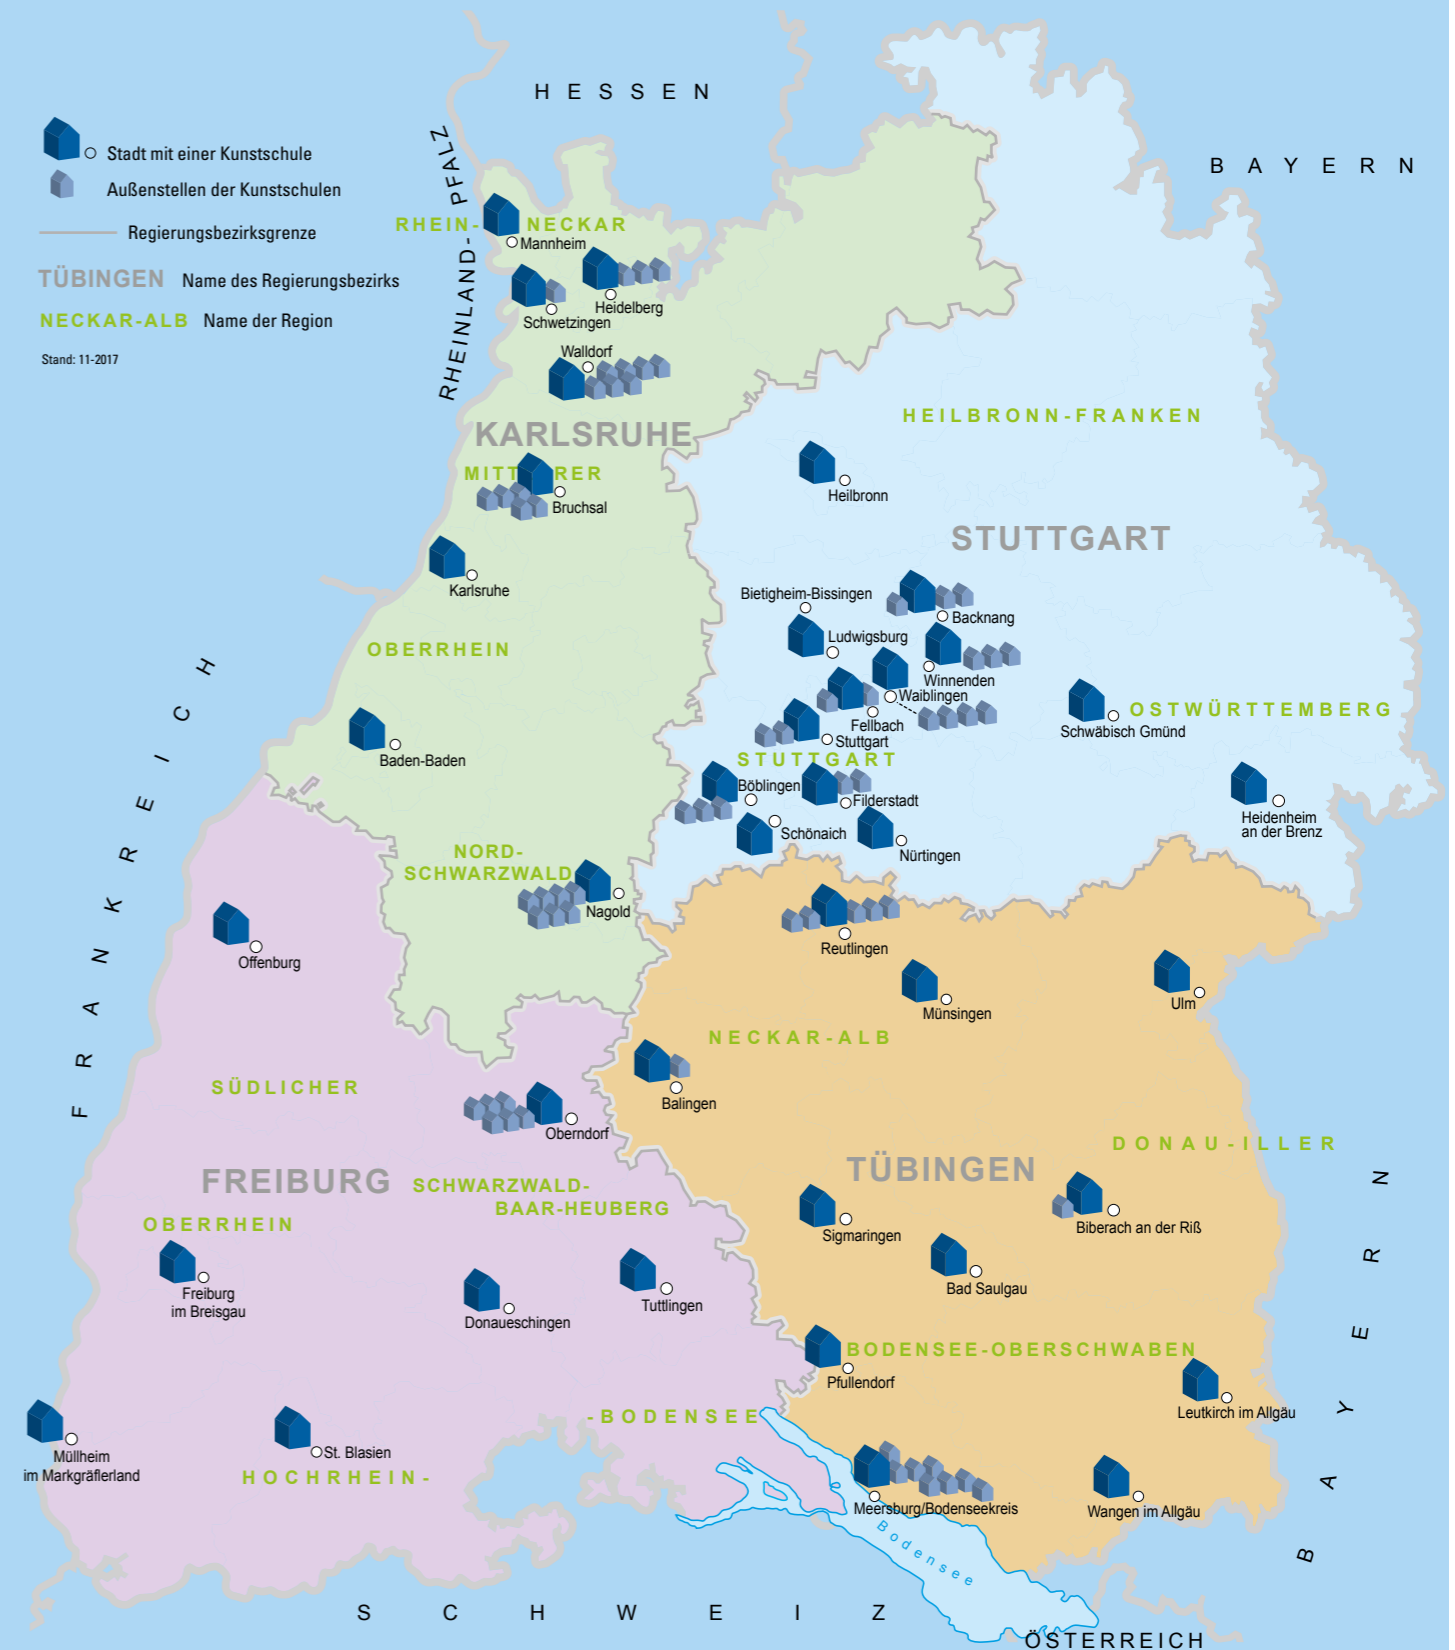 HESSEN
BAYERN
RHEINLAND-PFALZ
Stadt mit einer Kunstschule
Außenstellen der Kunstschulen
Regierungsbezirksgrenze
TÜBINGEN Name des Regierungsbezirks
NECKAR-ALB Name der Region
Stand: 11-2017
RHEIN- NECKAR
Mannheim
Heidelberg
Schwetzingen
Walldorf
KARLSRUHE
MITT RER
Bruchsal
Karlsruhe
OBERRHEIN
Baden-Baden
NORD-
SCHWARZWALD
Nagold
HEILBRONN-FRANKEN
Heilbronn
STUTTGART
Bietigheim-Bissingen
Backnang
Ludwigsburg
Winnenden
Waiblingen
Fellbach
Stuttgart
STUTTGART
Schwäbisch Gmünd
OSTWÜRTTEMBERG
Böblingen
Filderstadt
Schönaich
Nürtingen
Heidenheim
an der Brenz
FRANKREICH
Offenburg
SÜDLICHER
Oberndorf
FREIBURG
SCHWARZWALD-
BAAR-HEUBERG
OBERRHEIN
Freiburg
im Breisgau
Donaueschingen
Tuttlingen
Müllheim
im Markgräflerland
St. Blasien
HOCHRHEIN-
-BODENSEE
Reutlingen
Münsingen
Ulm
NECKAR-ALB
Balingen
DONAU-ILLER
TÜBINGEN
Sigmaringen
Biberach an der Riß
Bad Saulgau
BODENSEE-OBERSCHWABEN
Pfullendorf
Leutkirch im Allgäu
Meersburg/Bodenseekreis
Wangen im Allgäu
Bodensee
BAYERN
SCHWEIZ
ÖSTERREICH